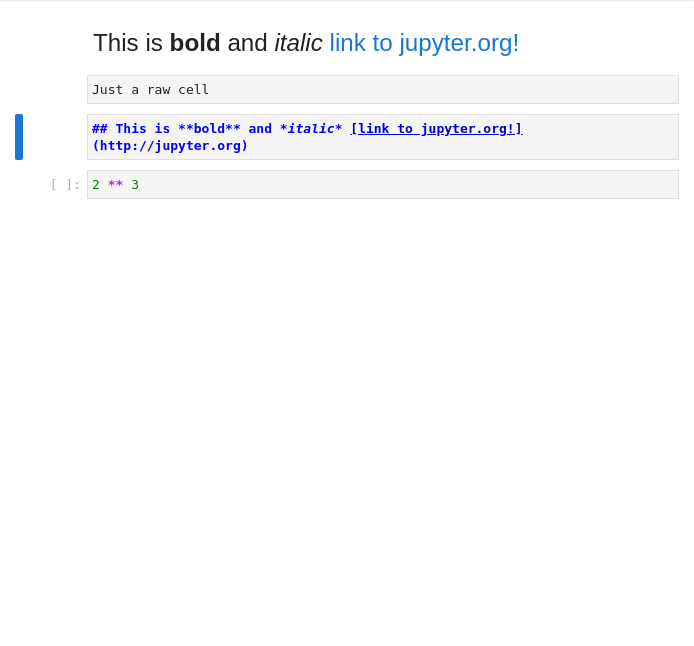 This is bold and italic link to jupyter.org!
Just a raw cell
## This is **bold** and *italic* [link to jupyter.org!]
(http://jupyter.org)
[ ]: 2 ** 3